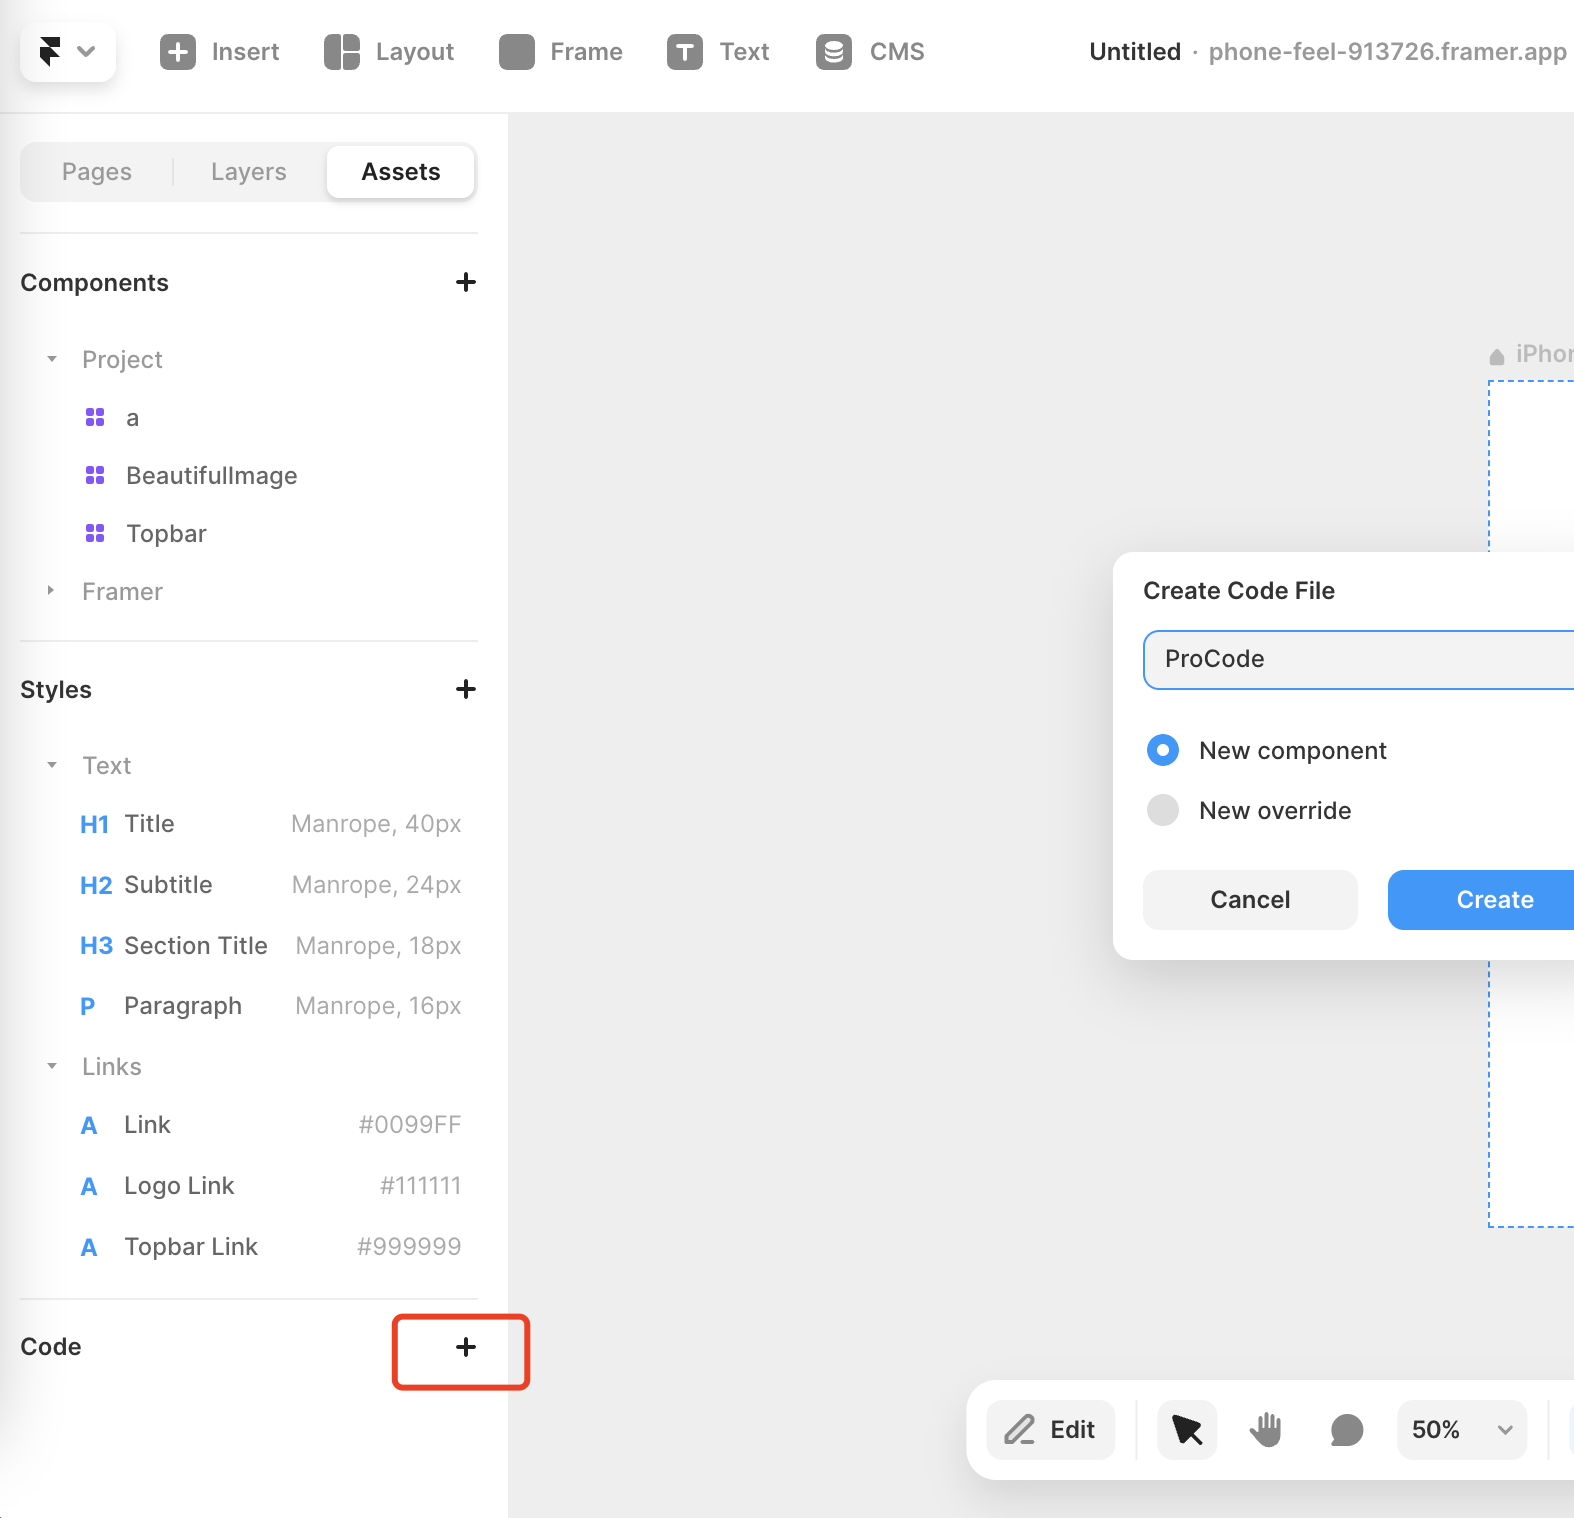 Insert Layout Frame Text CMS Untitled · phone-feel-913726.framer.app
Pages Layers Assets
Components
Project
a
BeautifulImage
Topbar
Framer
Styles
Text
H1 Title Manrope, 40px
H2 Subtitle Manrope, 24px
H3 Section Title Manrope, 18px
P Paragraph Manrope, 16px
Links
A Link #0099FF
A Logo Link #111111
A Topbar Link #999999
Code
Create Code File
ProCode
New component
New override
Cancel Create
Edit 50%